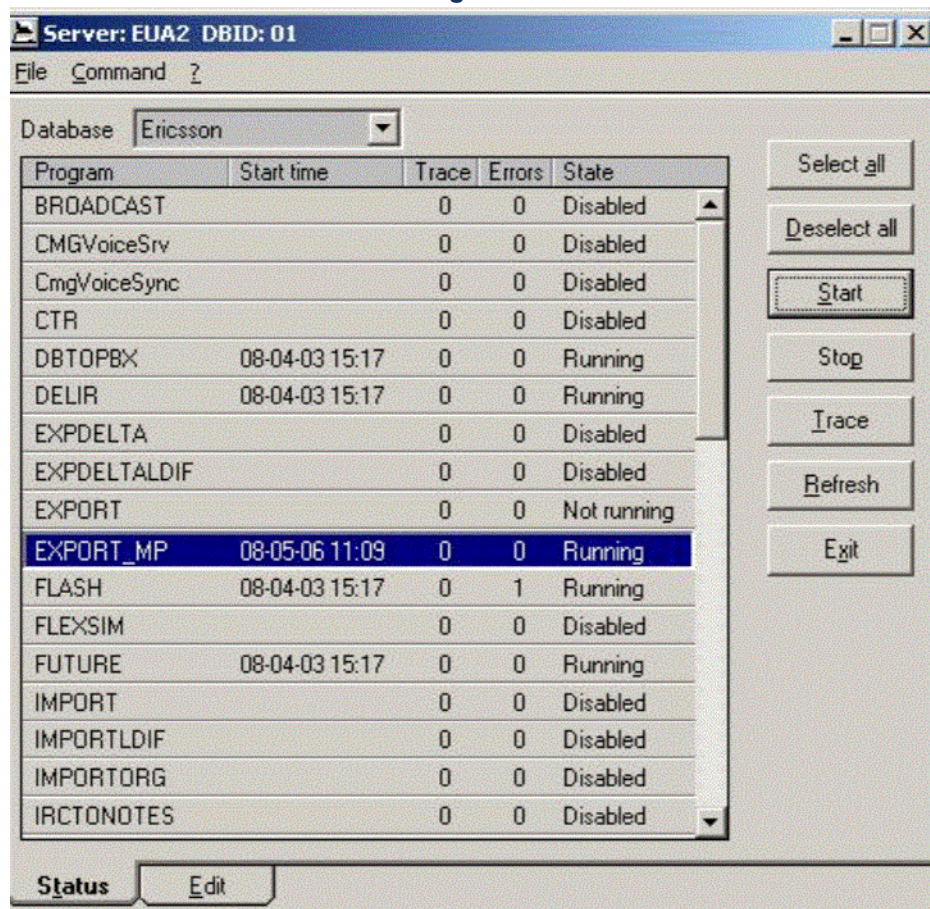 Server: EUA2 DBID: 01
File Command ?
Database Ericsson
Program Start time Trace Errors State
BROADCAST 0 0 Disabled
CMGVoiceSrv 0 0 Disabled
CmgVoiceSync 0 0 Disabled
CTR 0 0 Disabled
DBTOPBX 08-04-03 15:17 0 0 Running
DELIR 08-04-03 15:17 0 0 Running
EXPDELTA 0 0 Disabled
EXPDELTALDIF 0 0 Disabled
EXPORT 0 0 Not running
EXPORT_MP 08-05-06 11:09 0 0 Running
FLASH 08-04-03 15:17 0 1 Running
FLEXSIM 0 0 Disabled
FUTURE 08-04-03 15:17 0 0 Running
IMPORT 0 0 Disabled
IMPORTLDIF 0 0 Disabled
IMPORTORG 0 0 Disabled
IRCTONOTES 0 0 Disabled
Select all
Deselect all
Start
Stop
Trace
Refresh
Exit
Status Edit